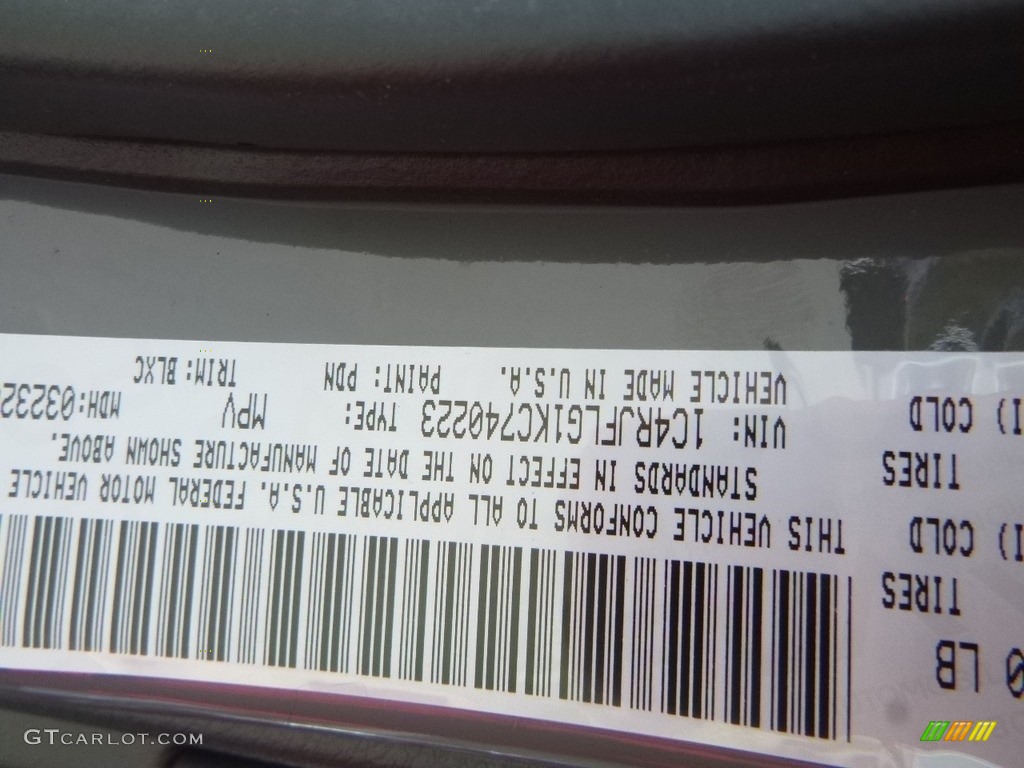 0 LB
TIRES
I) COLD
TIRES
I) COLD
THIS VEHICLE CONFORMS TO ALL APPLICABLE U.S.A. FEDERAL MOTOR VEHICLE
STANDARDS IN EFFECT ON THE DATE OF MANUFACTURE SHOWN ABOVE.
VIN: 1C4RJFLG1KC740223 TYPE: MPV MDH:03232
VEHICLE MADE IN U.S.A. PAINT: PDN TRIM: BLXC
GTCARLOT.COM